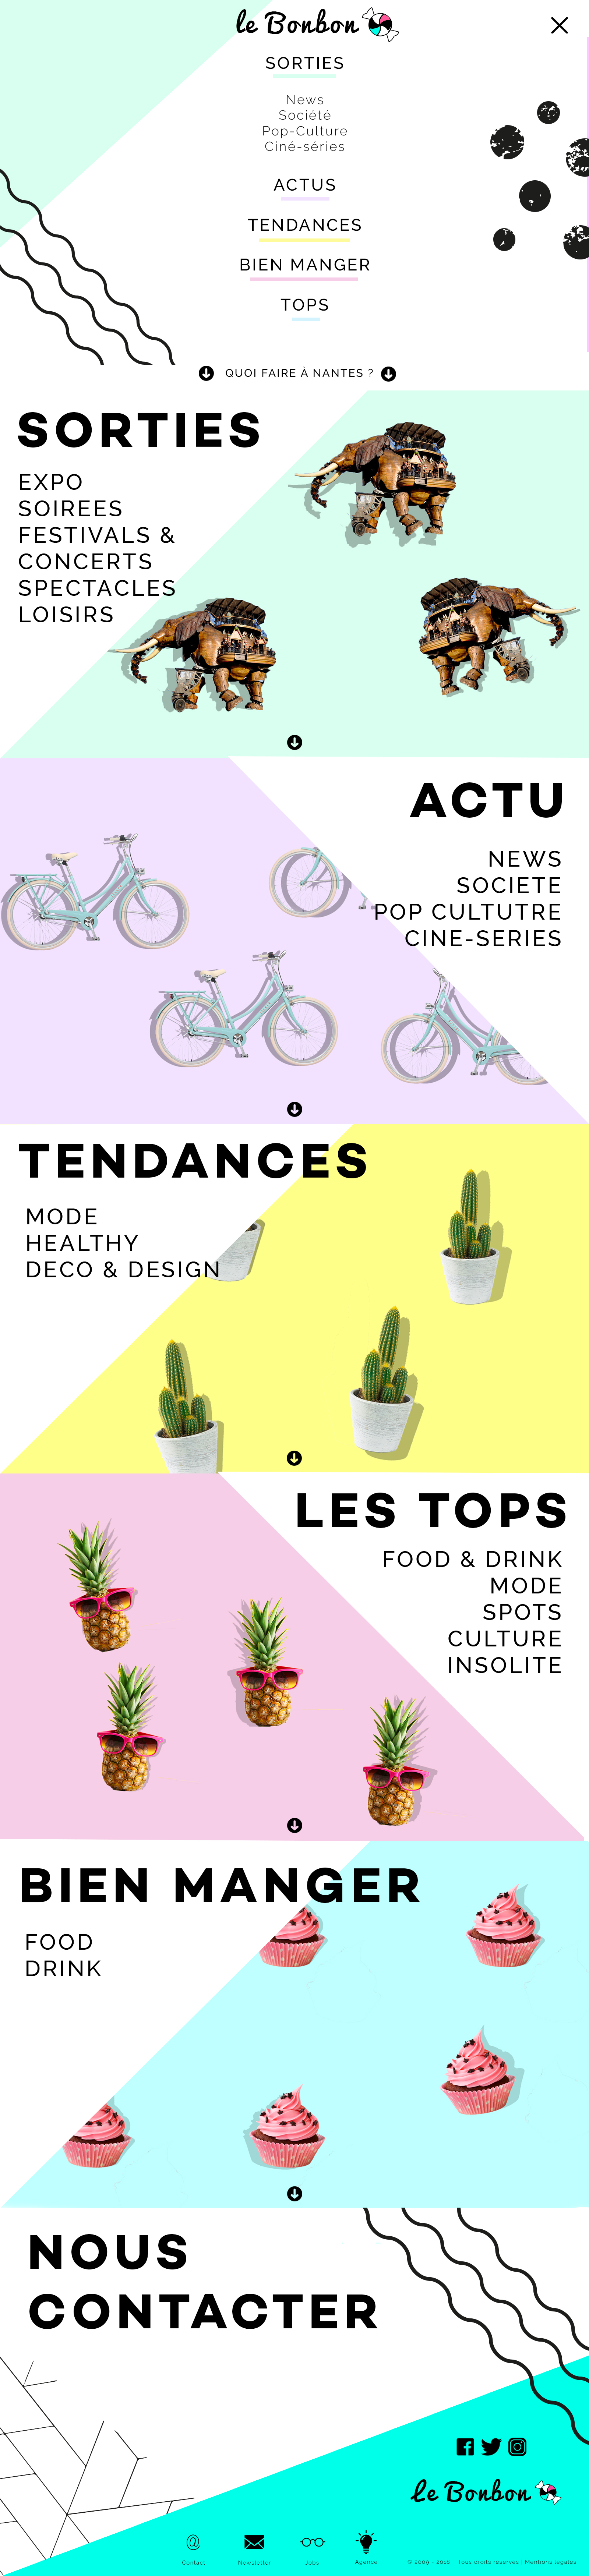 le Bonbon
SORTIES
News
Société
Pop-Culture
Ciné-séries
ACTUS
TENDANCES
BIEN MANGER
TOPS
QUOI FAIRE À NANTES ?
SORTIES
EXPO
SOIREES
FESTIVALS &
CONCERTS
SPECTACLES
LOISIRS
ACTU
NEWS
SOCIETE
POP CULTUTRE
CINE-SERIES
TENDANCES
MODE
HEALTHY
DECO & DESIGN
LES TOPS
FOOD & DRINK
MODE
SPOTS
CULTURE
INSOLITE
BIEN MANGER
FOOD
DRINK
NOUS
CONTACTER
Le Bonbon
Contact
Newsletter
Jobs
Agence
© 2009 - 2016 Tous droits réservés | Mentions légales